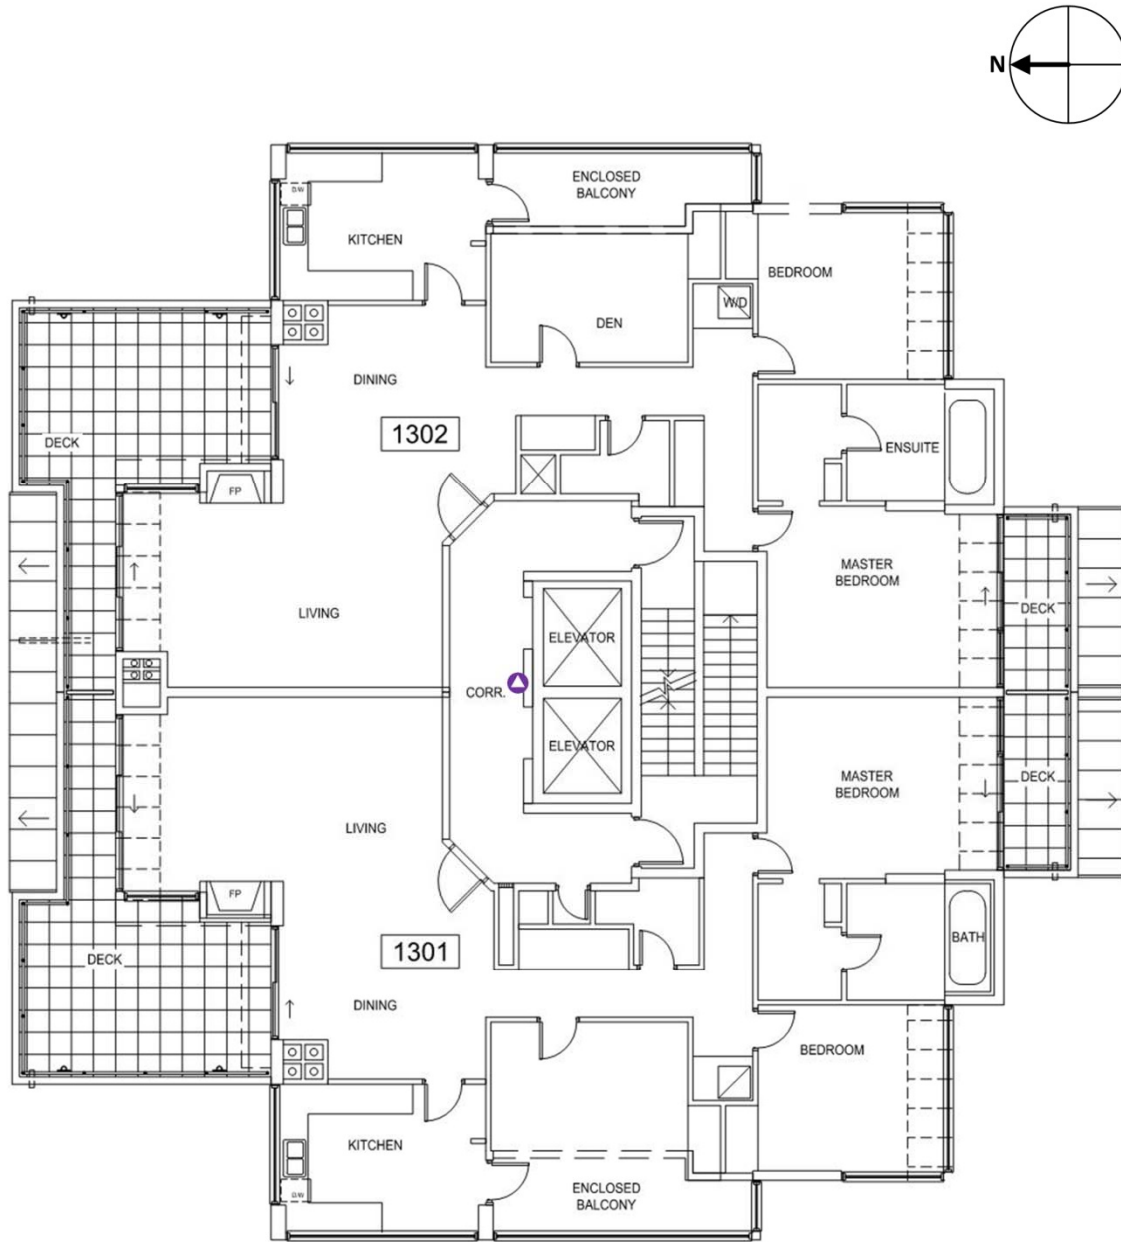 N
ENCLOSED
BALCONY
D/W
KITCHEN
BEDROOM
W/D
DEN
DINING
1302
DECK
ENSUITE
FP
MASTER
BEDROOM
DECK
LIVING
ELEVATOR
CORR.
ELEVATOR
MASTER
BEDROOM
DECK
LIVING
FP
BATH
1301
DECK
DINING
BEDROOM
KITCHEN
D/W
ENCLOSED
BALCONY